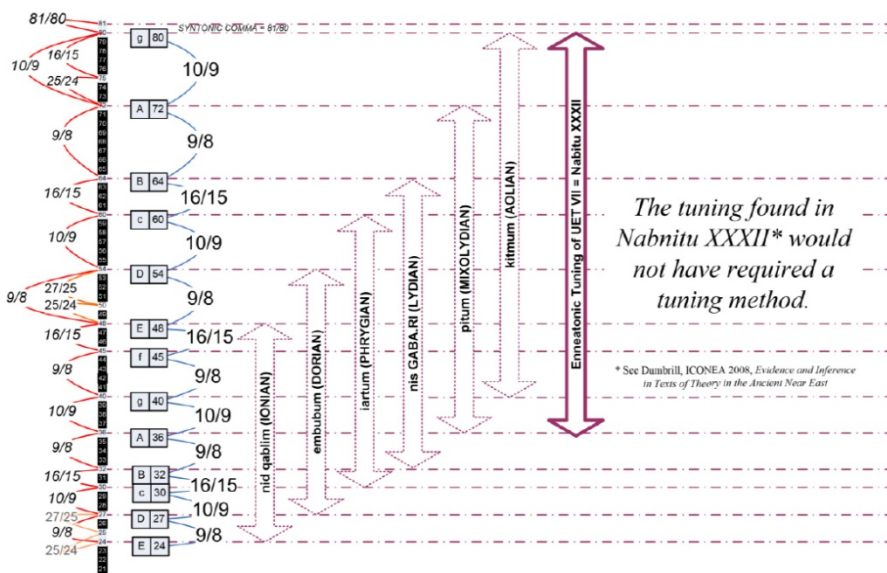 81/80
SYNTONIC COMMA = 81/80
g 80
16/15
10/9
10/9
25/24
A 72
9/8
9/8
B 64
16/15
16/15
c 60
10/9
10/9
D 54
27/25
9/8
9/8
25/24
E 48
16/15
16/15
f 45
9/8
9/8
g 40
10/9
10/9
A 36
9/8
9/8
B 32
16/15
16/15
c 30
10/9
10/9
27/25
D 27
9/8
9/8
25/24
E 24
nid qablim (IONIAN)
embubum (DORIAN)
iartum (PHRYGIAN)
nis GABA.RI (LYDIAN)
pitum (MIXOLYDIAN)
kitmum (AOLIAN)
Enneatonic Tuning of UET VII = Nabitu XXXII
The tuning found in
Nabnitu XXXII* would
not have required a
tuning method.
* See Dumbrill, ICONEA 2008, Evidence and Inference
in Texts of Theory in the Ancient Near East